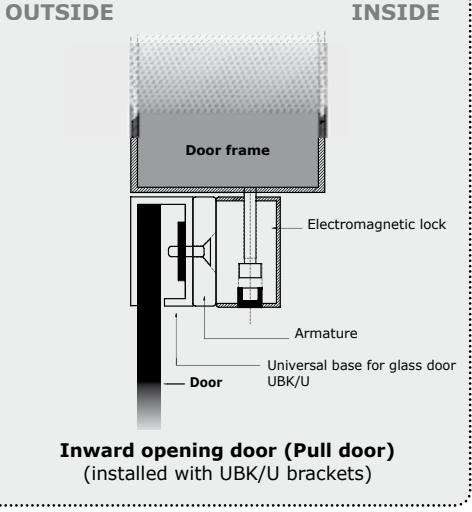 OUTSIDE INSIDE
Door frame
Electromagnetic lock
Armature
Universal base for glass door
UBK/U
Door
Inward opening door (Pull door)
(installed with UBK/U brackets)